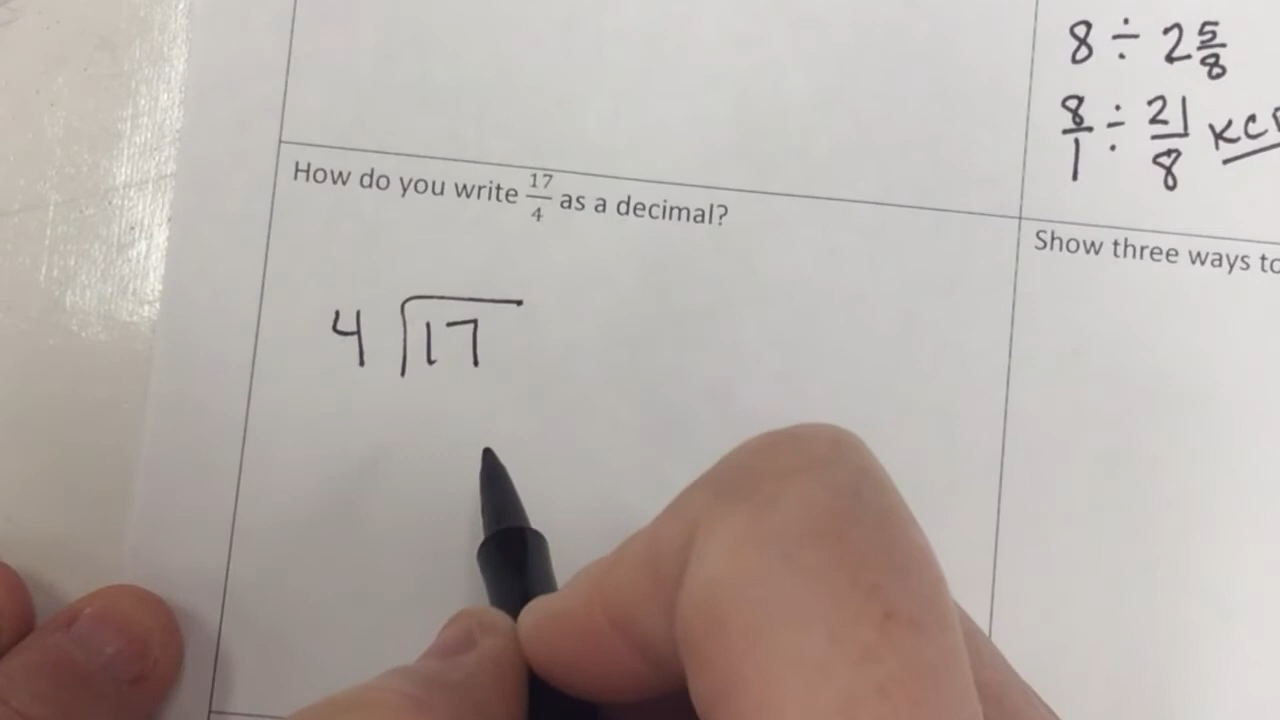 8 ÷ 2 5/8
8/1 ÷ 21/8
How do you write 17/4 as a decimal?
Show three ways to
4 17